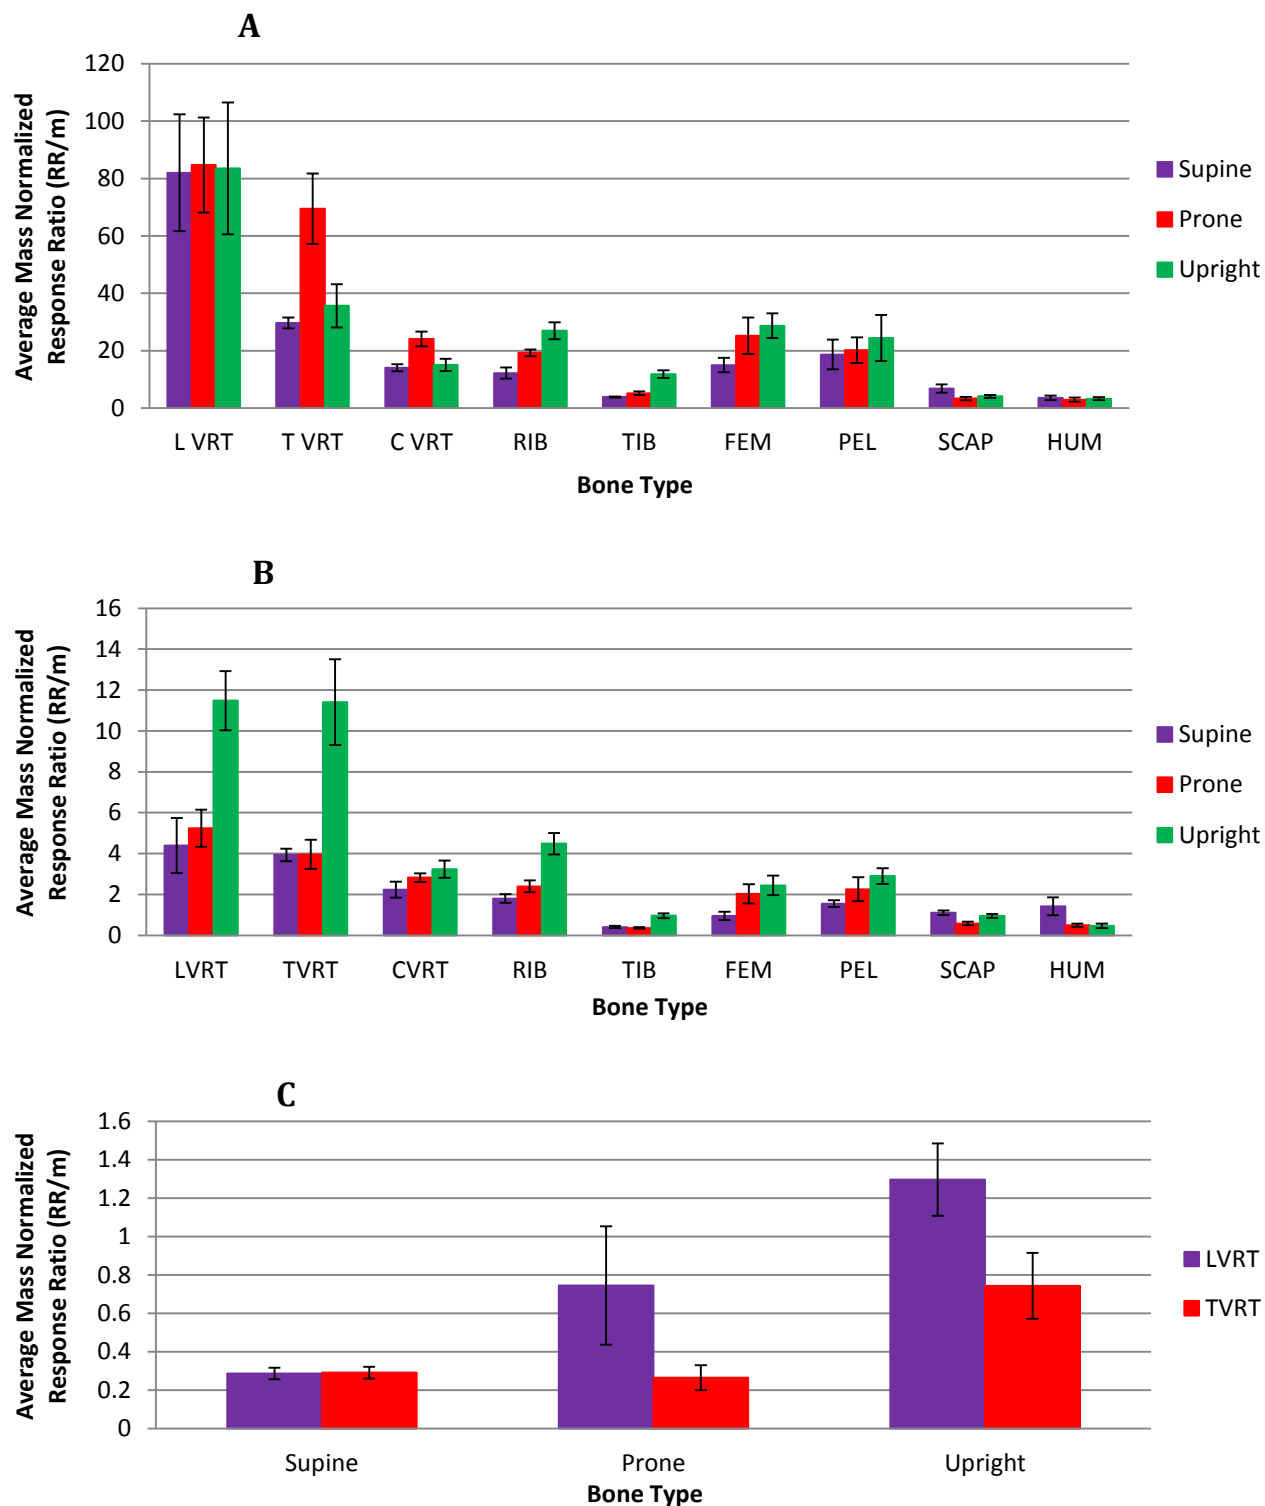 A
Average Mass Normalized
Response Ratio (RR/m)
120
100
80
60
40
20
0
L VRT T VRT C VRT RIB TIB FEM PEL SCAP HUM
Bone Type
Supine
Prone
Upright
B
Average Mass Normalized
Response Ratio (RR/m)
16
14
12
10
8
6
4
2
0
LVRT TVRT CVRT RIB TIB FEM PEL SCAP HUM
Bone Type
Supine
Prone
Upright
C
Average Mass Normalized
Response Ratio (RR/m)
1.6
1.4
1.2
1
0.8
0.6
0.4
0.2
0
Supine Prone Upright
Bone Type
LVRT
TVRT